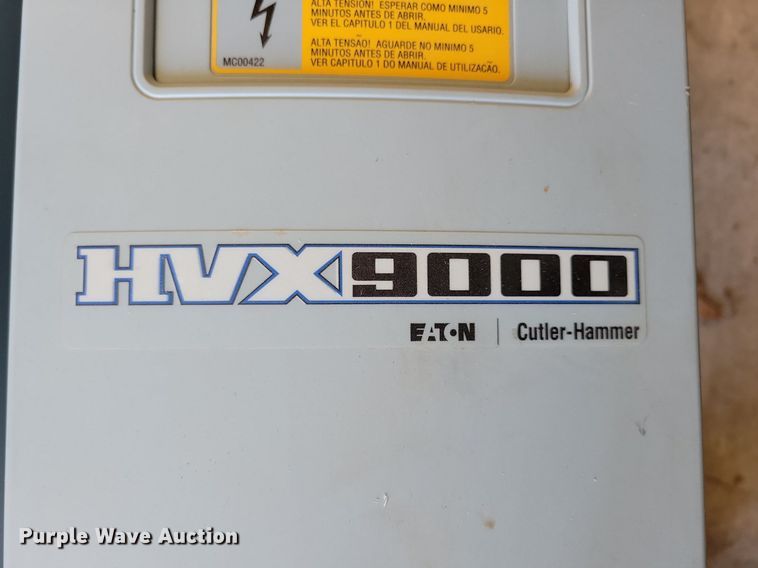 ALTA TENSION! ESPERAR COMO MINIMO 5
MINUTOS ANTES DE ABRIR.
VER EL CAPITULO 1 DEL MANUAL DEL USARIO.
ALTA TENSÃO! AGUARDE NO MINIMO 5
MINUTOS ANTES DE ABRIR.
VER CAPITULO 1 DO MANUAL DE UTILIZAÇÃO.
MC00422
HVX9000
EATON | Cutler-Hammer
Purple Wave Auction